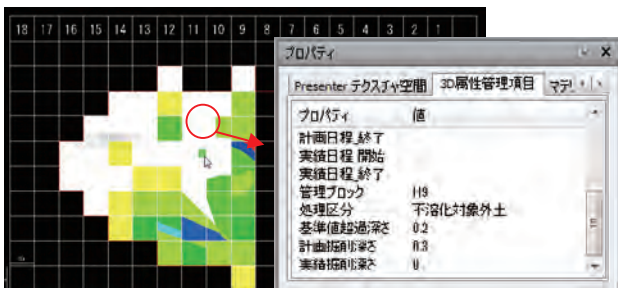 18 17 16 15 14 13 12 11 10 9 8 7 6 5 4 3 2 1
プロパティ
Presenter テクスチャ空間 3D属性管理項目 マテリ
プロパティ 値
計画日程_終了
実績日程_開始
実績日程_終了
管理ブロック H9
処理区分 不溶化対象外土
基準値超過深さ 0.2
計画掘削深さ 0.3
実績掘削深さ 0